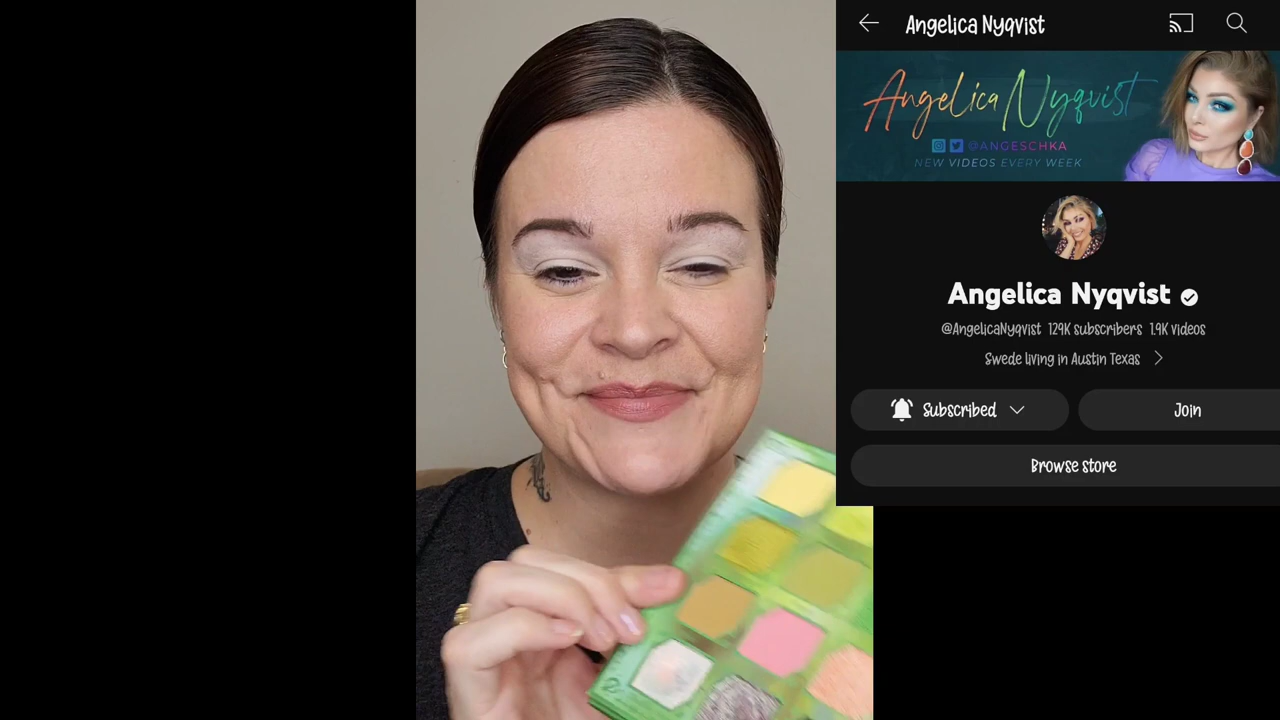 Angelica Nyqvist
Angelica Nyqvist
@ANGESCHKA
NEW VIDEOS EVERY WEEK
Angelica Nyqvist
@AngelicaNyqvist 129K subscribers 1.9K videos
Swede living in Austin Texas
Subscribed
Join
Browse store